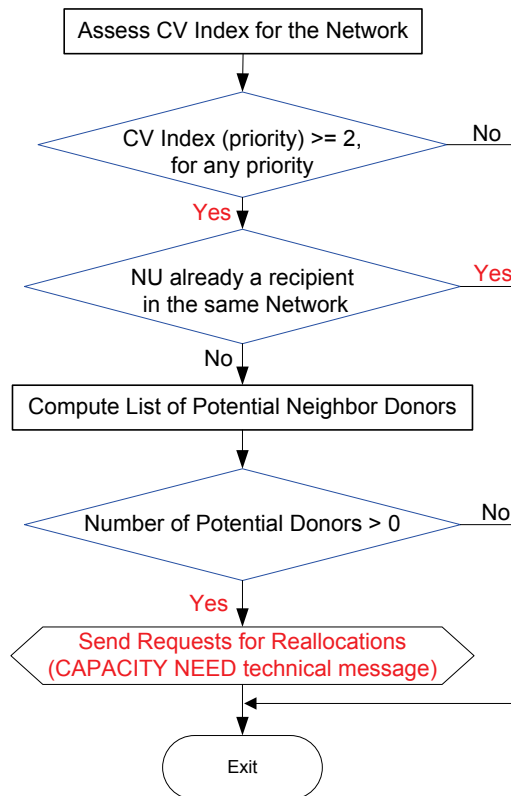 Assess CV Index for the Network
CV Index (priority) >= 2,
for any priority
No
Yes
NU already a recipient
in the same Network
Yes
No
Compute List of Potential Neighbor Donors
Number of Potential Donors > 0
No
Yes
Send Requests for Reallocations
(CAPACITY NEED technical message)
Exit